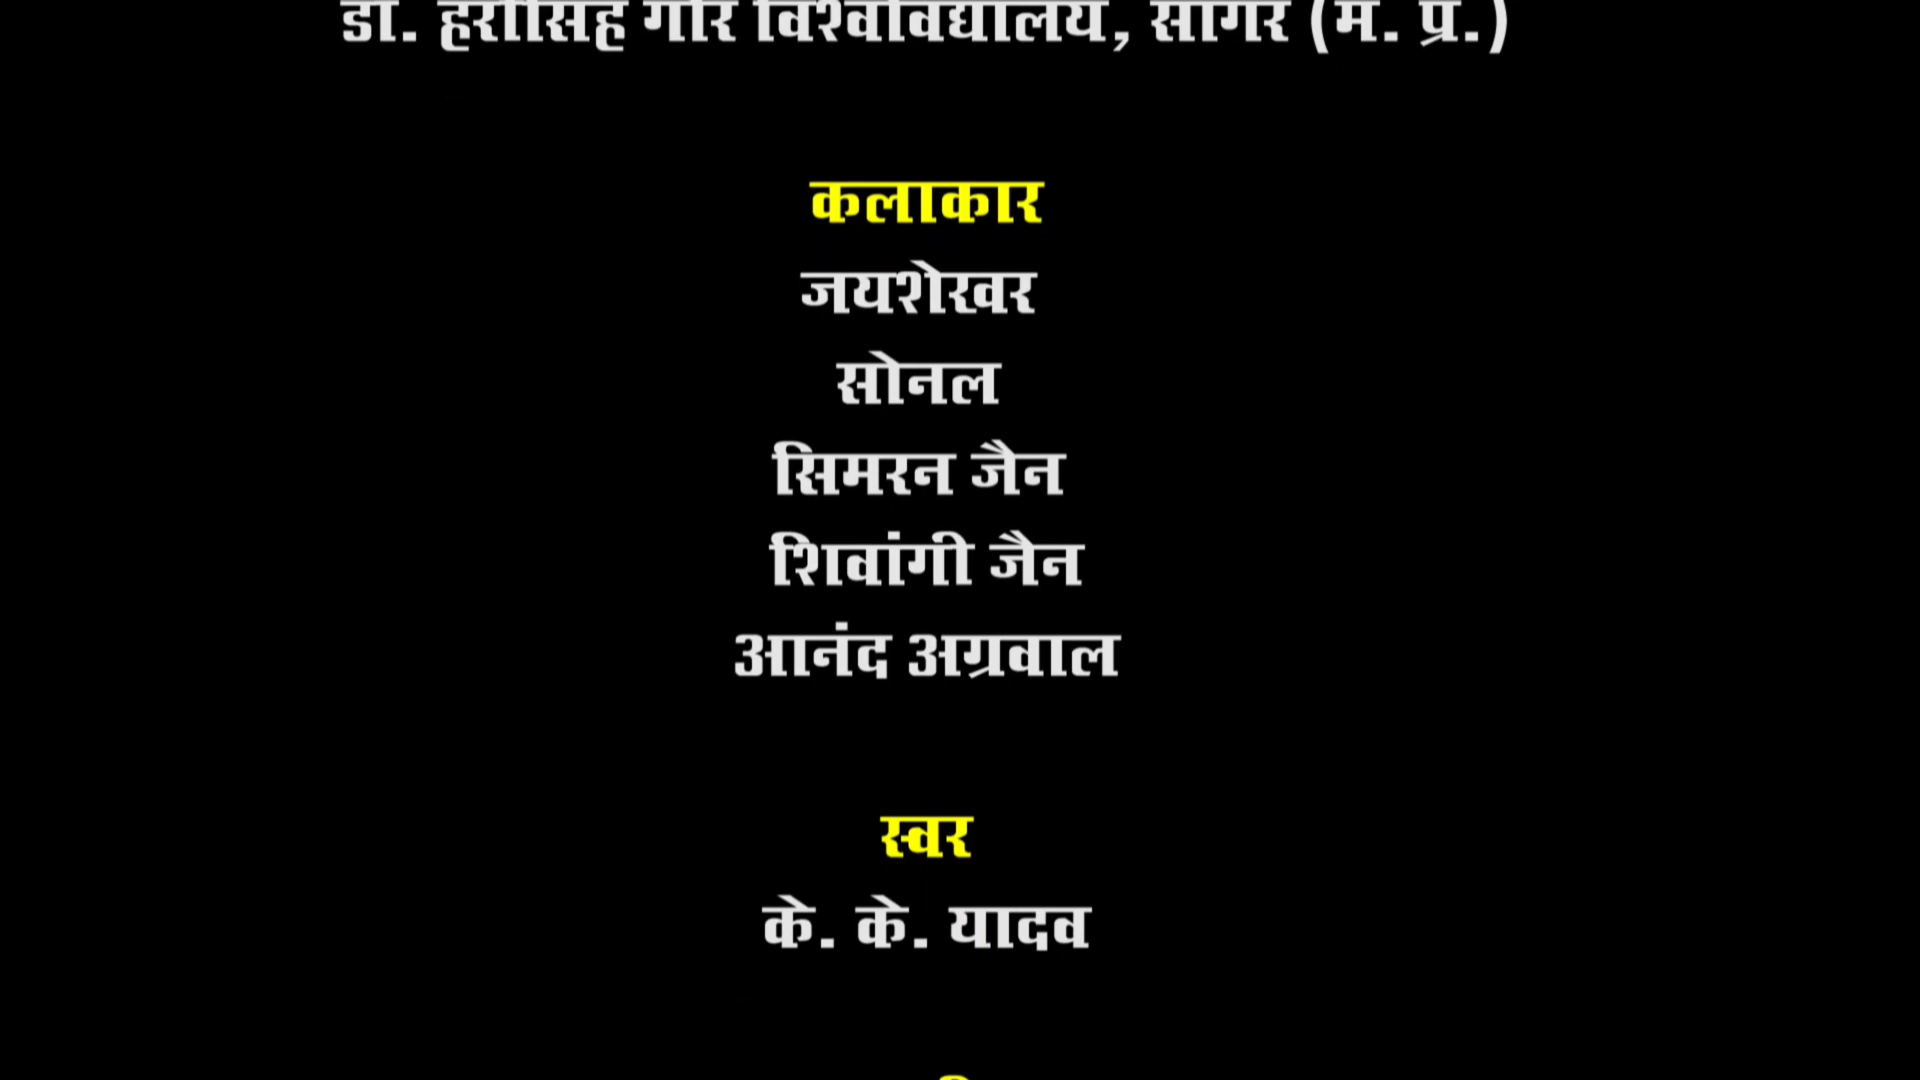 डा. हरीसिंह गौर विश्वविद्यालय, सागर (म. प्र.)
कलाकार
जयशेखर
सोनल
सिमरन जैन
शिवांगी जैन
आनंद अग्रवाल
स्वर
के. के. यादव